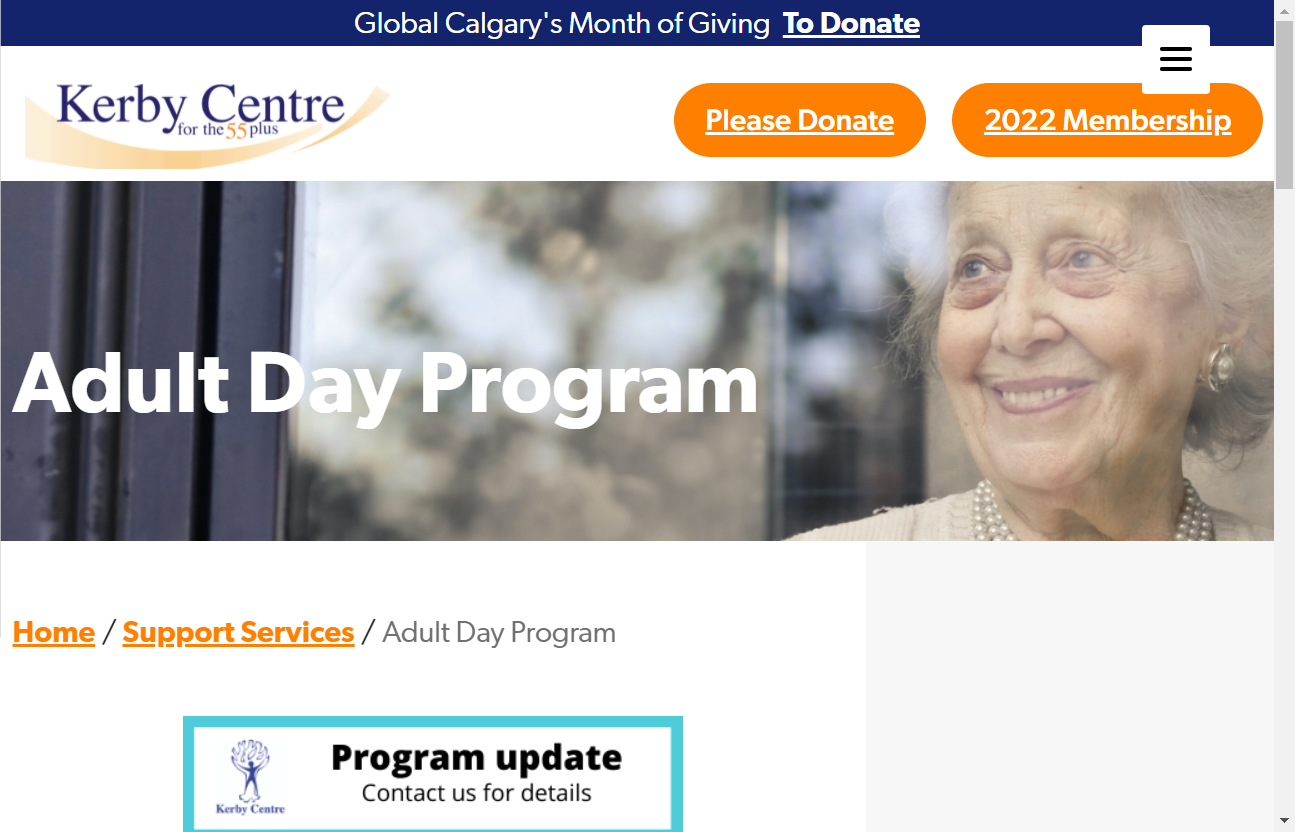 Global Calgary's Month of Giving To Donate
Kerby Centre
for the 55 plus
Please Donate
2022 Membership
Adult Day Program
Home / Support Services / Adult Day Program
Program update
Contact us for details
Kerby Centre